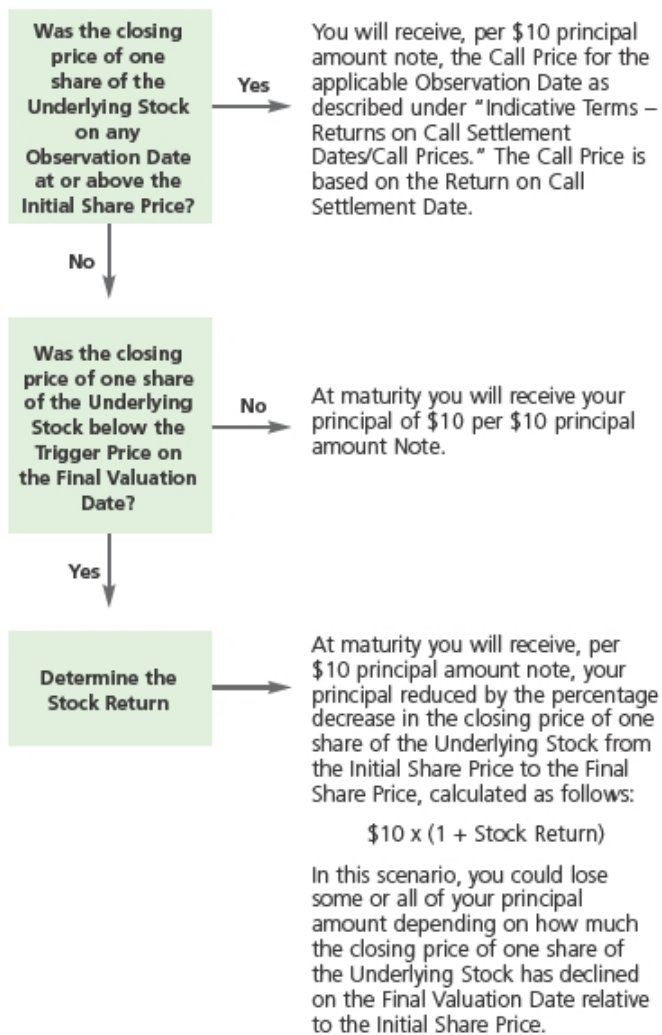 Was the closing
price of one
share of the
Underlying Stock
on any
Observation Date
at or above the
Initial Share Price?
Yes
You will receive, per $10 principal
amount note, the Call Price for the
applicable Observation Date as
described under “Indicative Terms –
Returns on Call Settlement
Dates/Call Prices.” The Call Price is
based on the Return on Call
Settlement Date.
No
Was the closing
price of one share
of the Underlying
Stock below the
Trigger Price on
the Final Valuation
Date?
No
At maturity you will receive your
principal of $10 per $10 principal
amount Note.
Yes
Determine the
Stock Return
At maturity you will receive, per
$10 principal amount note, your
principal reduced by the percentage
decrease in the closing price of one
share of the Underlying Stock from
the Initial Share Price to the Final
Share Price, calculated as follows:
$10 x (1 + Stock Return)
In this scenario, you could lose
some or all of your principal
amount depending on how much
the closing price of one share of
the Underlying Stock has declined
on the Final Valuation Date relative
to the Initial Share Price.